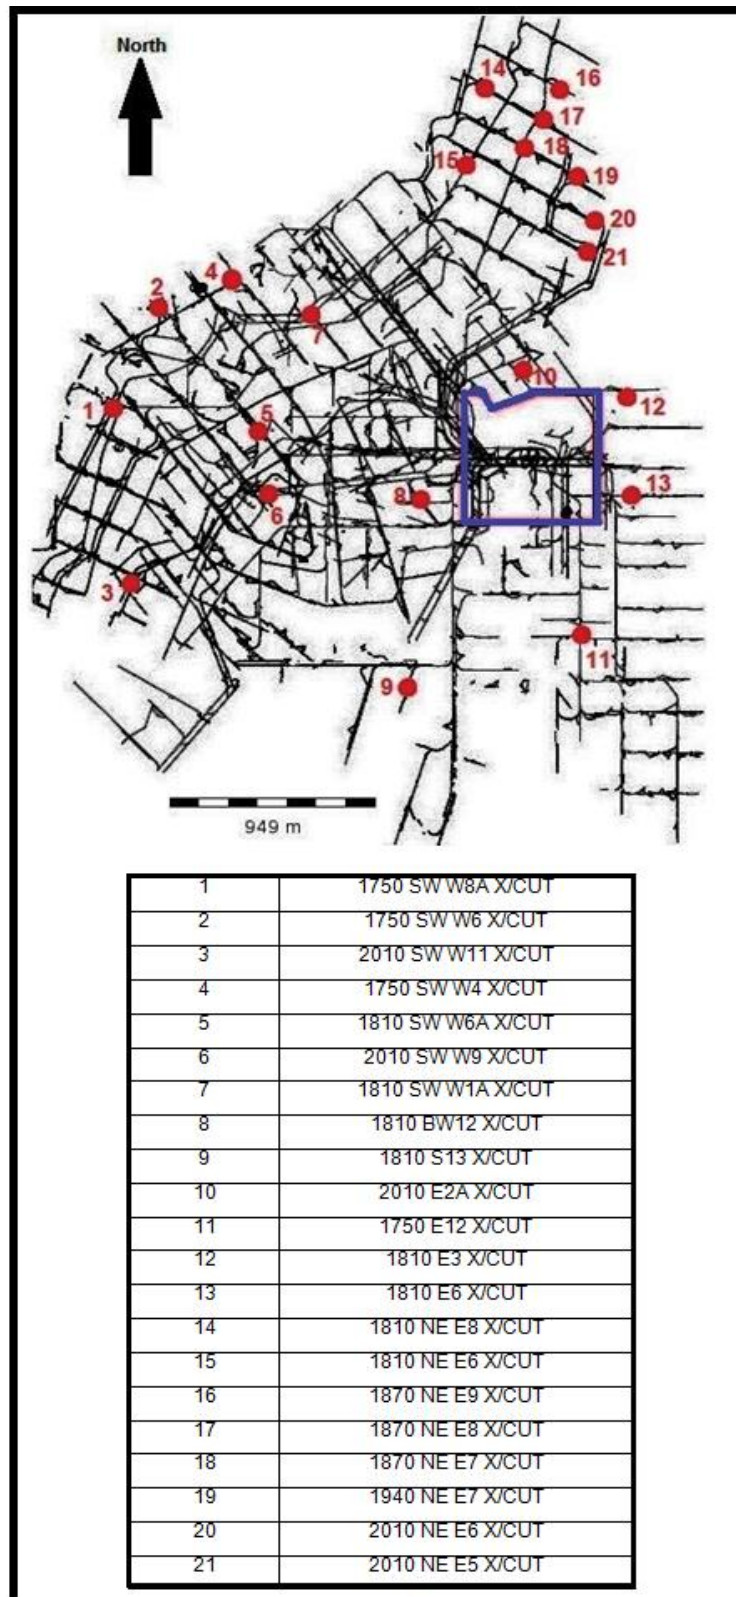 North
14
16
17
18
15
19
20
21
4
2
7
10
12
1
5
6
8
13
3
11
9
949 m
1 1750 SW W8A X/CUT
2 1750 SW W6 X/CUT
3 2010 SW W11 X/CUT
4 1750 SW W4 X/CUT
5 1810 SW W6A X/CUT
6 2010 SW W9 X/CUT
7 1810 SW W1A X/CUT
8 1810 BW12 X/CUT
9 1810 S13 X/CUT
10 2010 E2A X/CUT
11 1750 E12 X/CUT
12 1810 E3 X/CUT
13 1810 E6 X/CUT
14 1810 NE E8 X/CUT
15 1810 NE E6 X/CUT
16 1870 NE E9 X/CUT
17 1870 NE E8 X/CUT
18 1870 NE E7 X/CUT
19 1940 NE E7 X/CUT
20 2010 NE E6 X/CUT
21 2010 NE E5 X/CUT